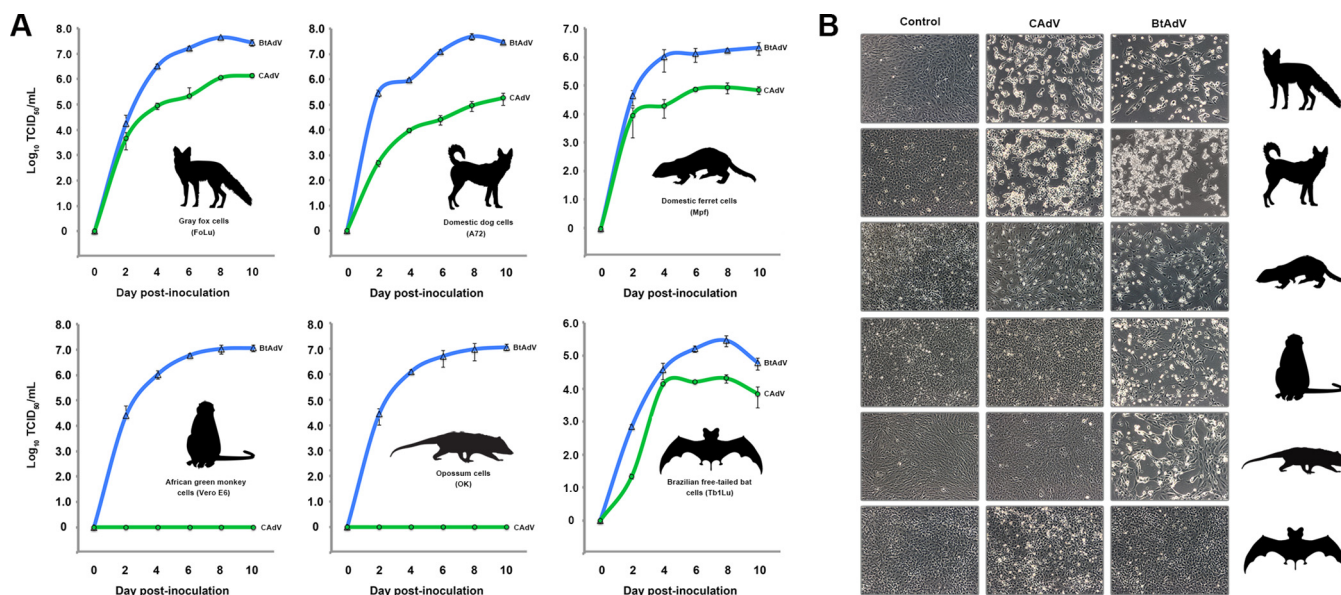 A
Log10 TCID50/mL
8.0
7.0
6.0
5.0
4.0
3.0
2.0
1.0
0
BtAdV
CAdV
Gray fox cells
(FoLu)
0 2 4 6 8 10
Day post-inoculation
8.0
7.0
6.0
5.0
4.0
3.0
2.0
1.0
0
BtAdV
CAdV
Domestic dog cells
(A72)
0 2 4 6 8 10
Day post-inoculation
7.0
6.0
5.0
4.0
3.0
2.0
1.0
0
BtAdV
CAdV
Domestic ferret cells
(Mpf)
0 2 4 6 8 10
Day post-inoculation
Log10 TCID50/mL
8.0
7.0
6.0
5.0
4.0
3.0
2.0
1.0
0
BtAdV
African green monkey
cells (Vero E6)
CAdV
0 2 4 6 8 10
Day post-inoculation
8.0
7.0
6.0
5.0
4.0
3.0
2.0
1.0
0
BtAdV
Opossum cells
(OK)
CAdV
0 2 4 6 8 10
Day post-inoculation
6.0
5.0
4.0
3.0
2.0
1.0
0
BtAdV
CAdV
Brazilian free-tailed bat
cells (Tb1Lu)
0 2 4 6 8 10
Day post-inoculation
B
Control CAdV BtAdV